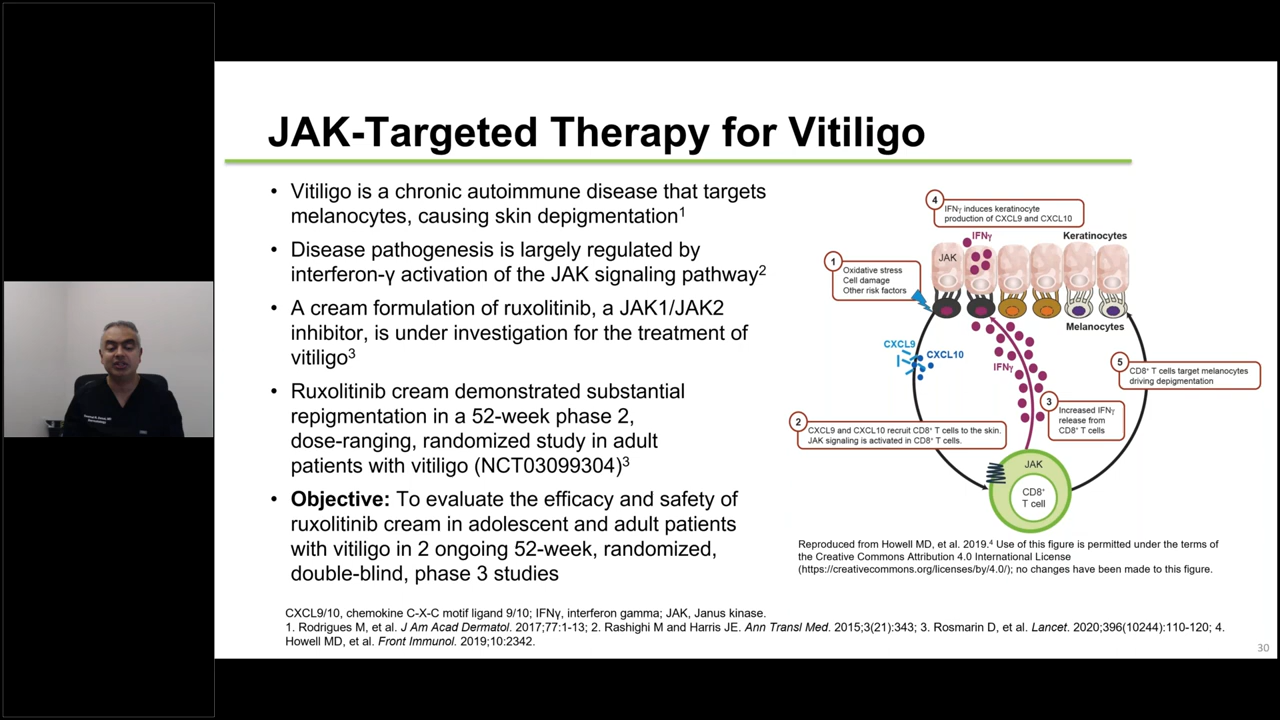 JAK-Targeted Therapy for Vitiligo
• Vitiligo is a chronic autoimmune disease that targets
melanocytes, causing skin depigmentation1
• Disease pathogenesis is largely regulated by
interferon-γ activation of the JAK signaling pathway2
• A cream formulation of ruxolitinib, a JAK1/JAK2
inhibitor, is under investigation for the treatment of
vitiligo3
• Ruxolitinib cream demonstrated substantial
repigmentation in a 52-week phase 2,
dose-ranging, randomized study in adult
patients with vitiligo (NCT03099304)3
• Objective: To evaluate the efficacy and safety of
ruxolitinib cream in adolescent and adult patients
with vitiligo in 2 ongoing 52-week, randomized,
double-blind, phase 3 studies
4
IFNγ induces keratinocyte
production of CXCL9 and CXCL10
IFNγ
Keratinocytes
JAK
1
Oxidative stress
Cell damage
Other risk factors
Melanocytes
CXCL9
CXCL10
IFNγ
5
CD8+ T cells target melanocytes
driving depigmentation
3
Increased IFNγ
release from
CD8+ T cells
2
CXCL9 and CXCL10 recruit CD8+ T cells to the skin.
JAK signaling is activated in CD8+ T cells.
JAK
CD8+
T cell
Reproduced from Howell MD, et al. 2019.4 Use of this figure is permitted under the terms of
the Creative Commons Attribution 4.0 International License
(https://creativecommons.org/licenses/by/4.0/); no changes have been made to this figure.
CXCL9/10, chemokine C-X-C motif ligand 9/10; IFNγ, interferon gamma; JAK, Janus kinase.
1. Rodrigues M, et al. J Am Acad Dermatol. 2017;77:1-13; 2. Rashighi M and Harris JE. Ann Transl Med. 2015;3(21):343; 3. Rosmarin D, et al. Lancet. 2020;396(10244):110-120; 4.
Howell MD, et al. Front Immunol. 2019;10:2342.
30